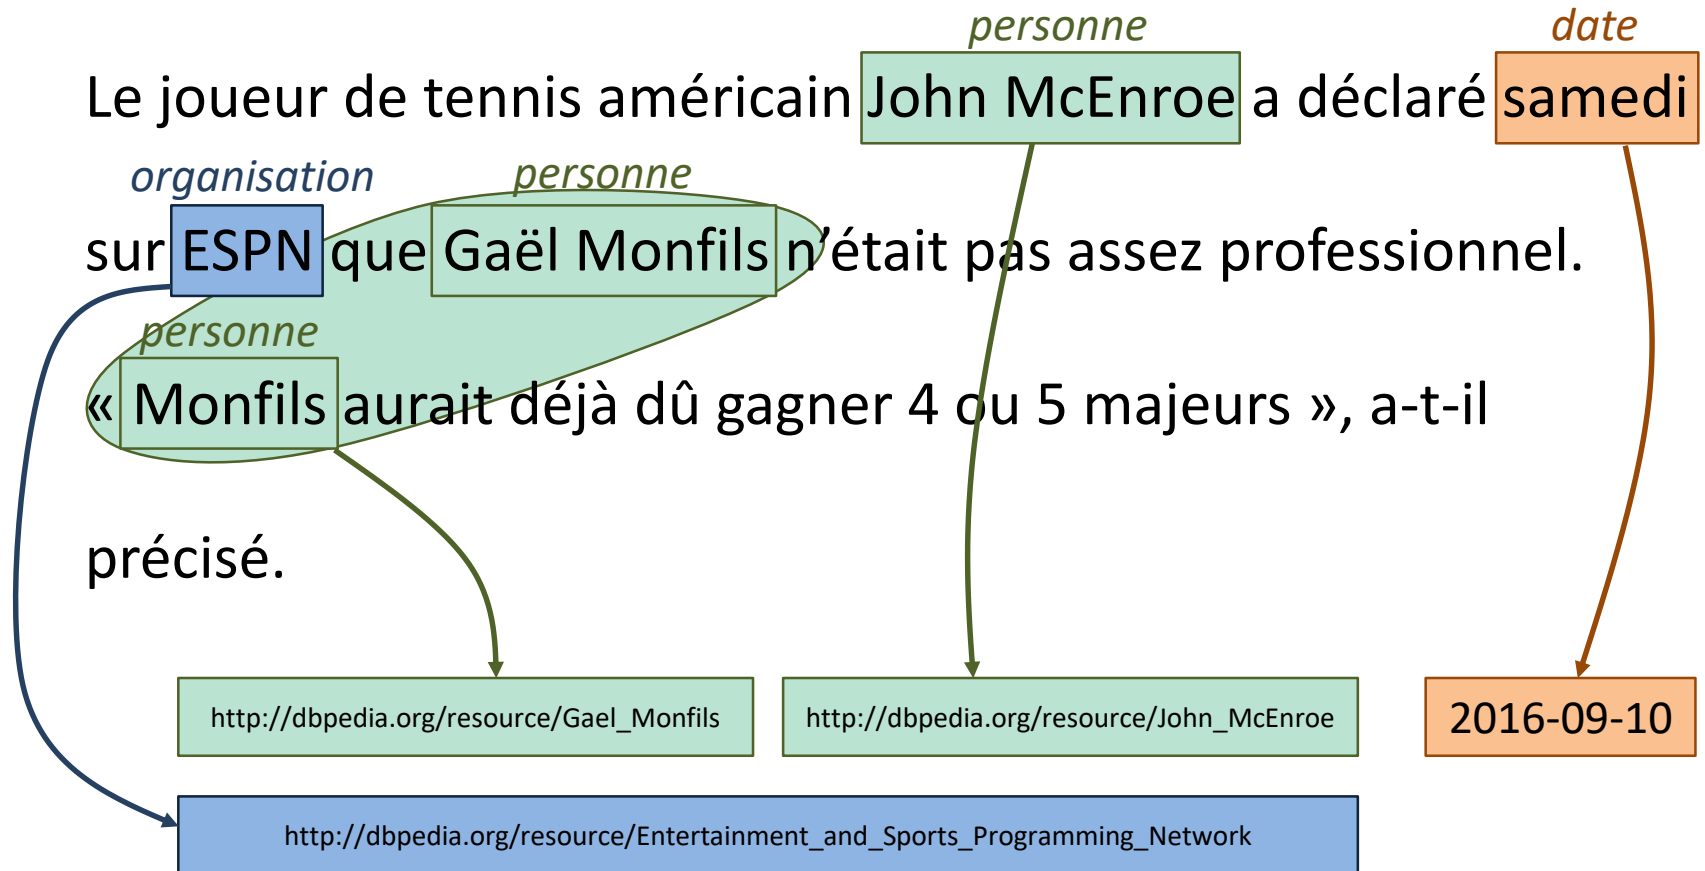 personne date
Le joueur de tennis américain John McEnroe a déclaré samedi
organisation personne
sur ESPN que Gaël Monfils n’était pas assez professionnel.
personne
« Monfils aurait déjà dû gagner 4 ou 5 majeurs », a-t-il
précisé.
http://dbpedia.org/resource/Gael_Monfils http://dbpedia.org/resource/John_McEnroe 2016-09-10
http://dbpedia.org/resource/Entertainment_and_Sports_Programming_Network